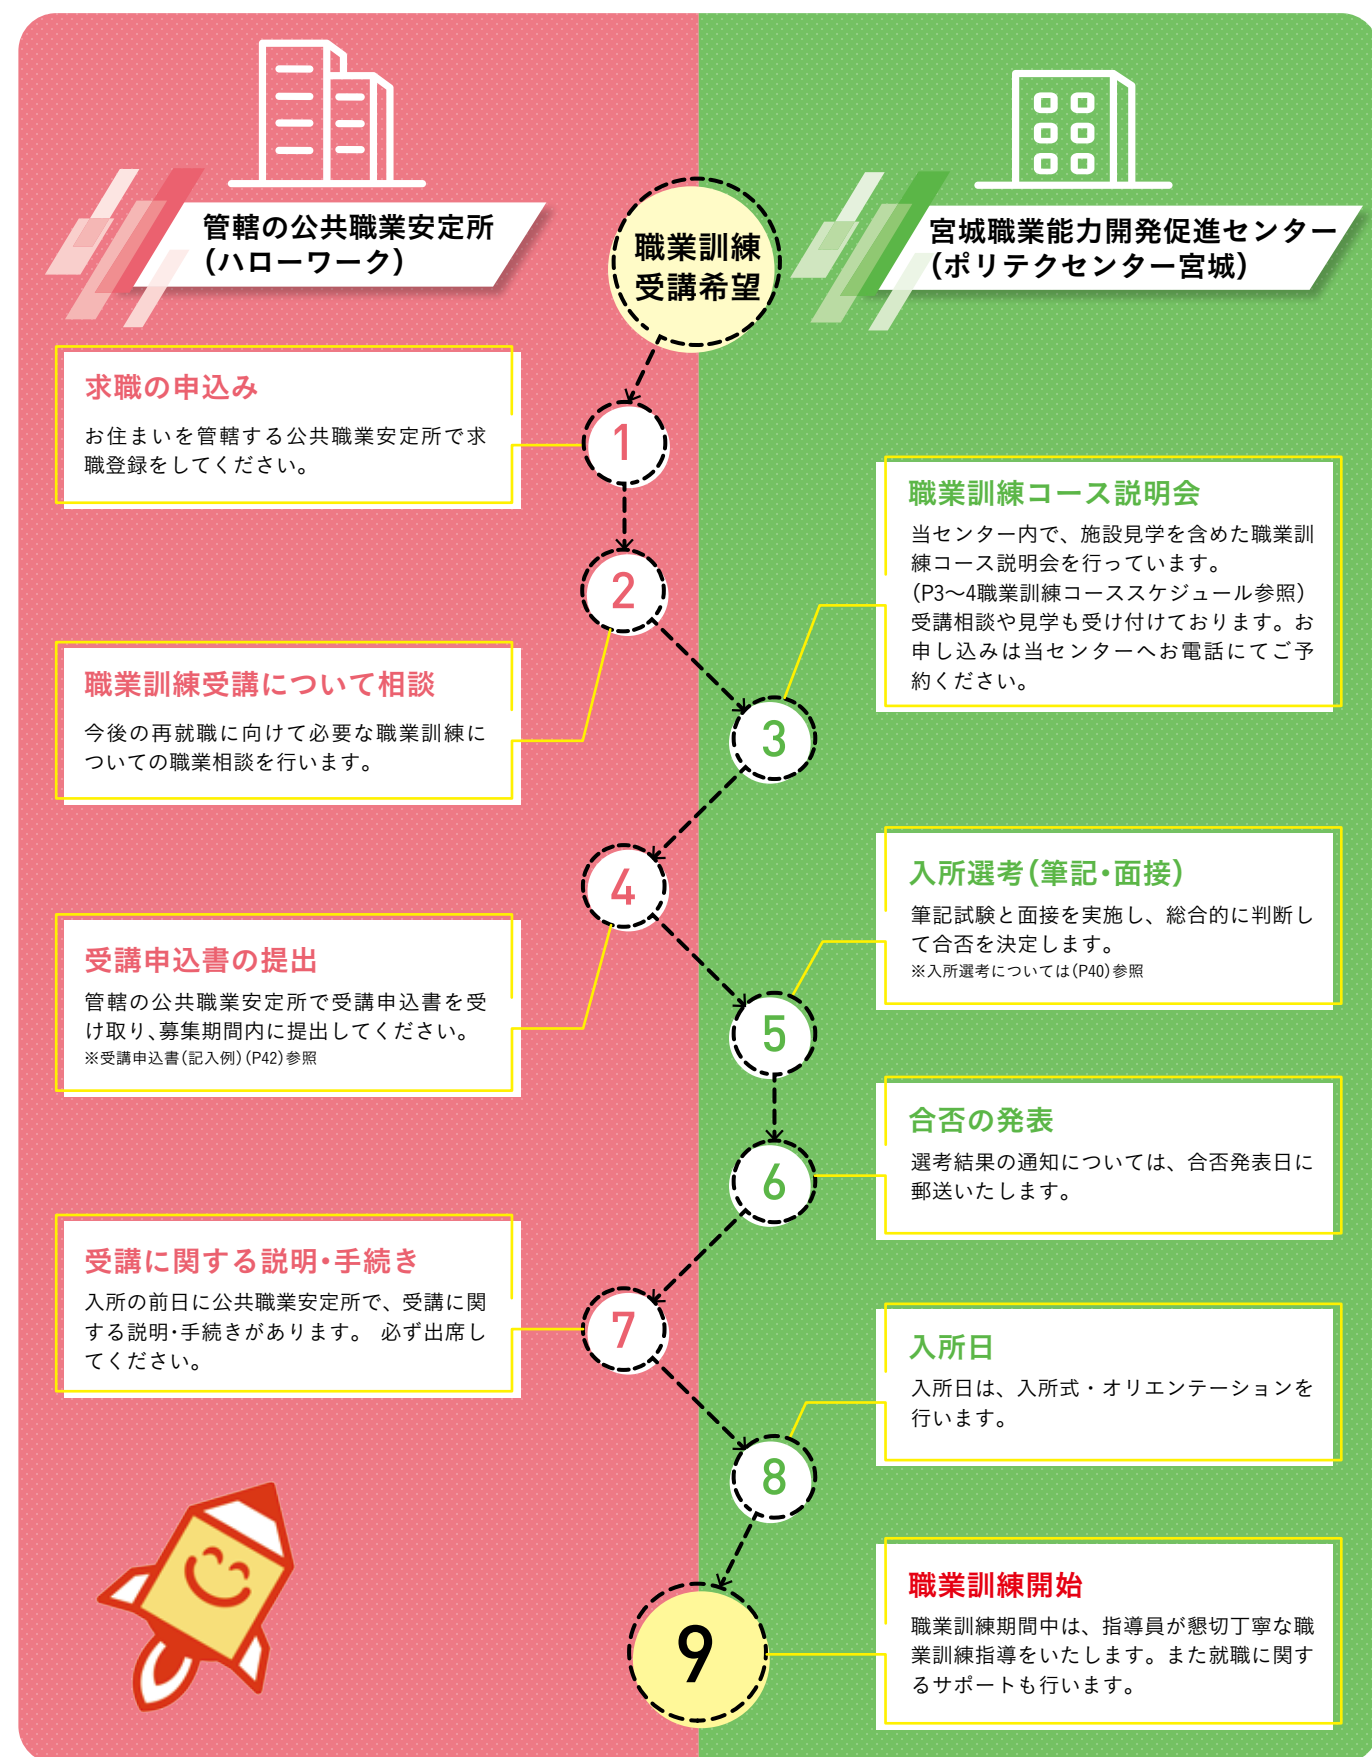 管轄の公共職業安定所
(ハローワーク)
職業訓練
受講希望
宮城職業能力開発促進センター
(ポリテクセンター宮城)
1
求職の申込み
お住まいを管轄する公共職業安定所で求
職登録をしてください。
2
職業訓練受講について相談
今後の再就職に向けて必要な職業訓練に
ついての職業相談を行います。
3
職業訓練コース説明会
当センター内で、施設見学を含めた職業訓
練コース説明会を行っています。
(P3〜4職業訓練コーススケジュール参照)
受講相談や見学も受け付けております。お
申し込みは当センターへお電話にてご予
約ください。
4
受講申込書の提出
管轄の公共職業安定所で受講申込書を受
け取り、募集期間内に提出してください。
※受講申込書(記入例)(P42)参照
5
入所選考(筆記・面接)
筆記試験と面接を実施し、総合的に判断し
て合否を決定します。
※入所選考については(P40)参照
6
合否の発表
選考結果の通知については、合否発表日に
郵送いたします。
7
受講に関する説明・手続き
入所の前日に公共職業安定所で、受講に関
する説明・手続きがあります。 必ず出席し
てください。
8
入所日
入所日は、入所式・オリエンテーションを
行います。
9
職業訓練開始
職業訓練期間中は、指導員が懇切丁寧な職
業訓練指導をいたします。また就職に関す
るサポートも行います。